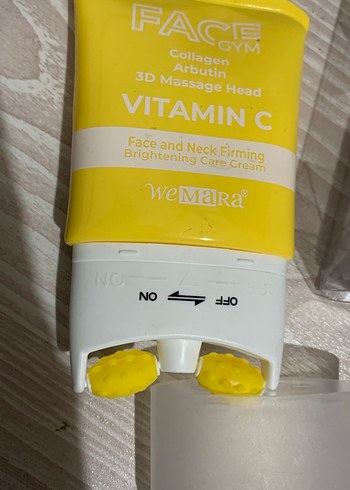 FACE
GYM
Collagen
Arbutin
3D Massage Head
VITAMIN C
Face and Neck Firming
Brightening Care Cream
WeMaRa®
ON OFF